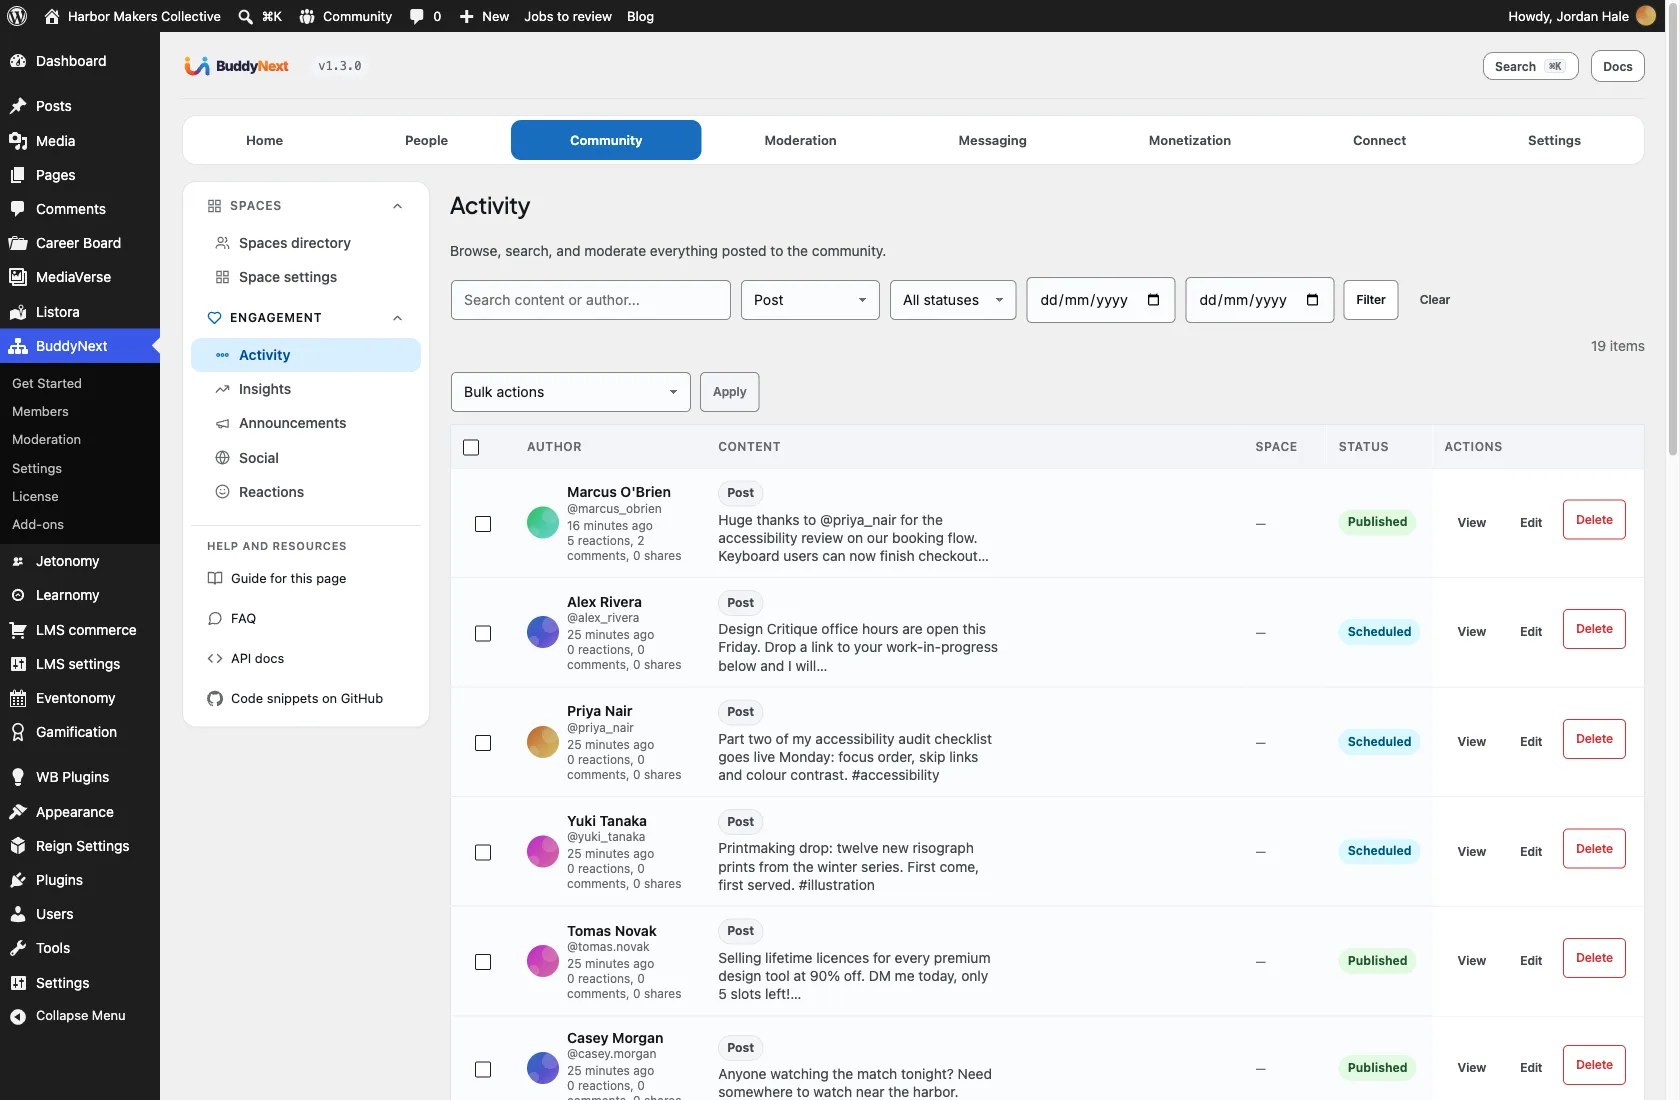 Harbor Makers Collective ⌘K Community 0 New Jobs to review Blog Howdy, Jordan Hale
Dashboard
Posts
Media
Pages
Comments
Career Board
MediaVerse
Listora
BuddyNext
Get Started
Members
Moderation
Settings
License
Add-ons
Jetonomy
Learnomy
LMS commerce
LMS settings
Eventonomy
Gamification
WB Plugins
Appearance
Reign Settings
Plugins
Users
Tools
Settings
Collapse Menu
BuddyNext v1.3.0 Search ⌘K Docs
Home People Community Moderation Messaging Monetization Connect Settings
SPACES
Spaces directory
Space settings
ENGAGEMENT
Activity
Insights
Announcements
Social
Reactions
HELP AND RESOURCES
Guide for this page
FAQ
API docs
Code snippets on GitHub
Activity
Browse, search, and moderate everything posted to the community.
Search content or author... Post All statuses dd/mm/yyyy dd/mm/yyyy Filter Clear
19 items
Bulk actions Apply
AUTHOR CONTENT SPACE STATUS ACTIONS
Marcus O'Brien
@marcus_obrien
16 minutes ago
5 reactions, 2
comments, 0 shares
Post
Huge thanks to @priya_nair for the
accessibility review on our booking flow.
Keyboard users can now finish checkout...
— Published View Edit Delete
Alex Rivera
@alex_rivera
25 minutes ago
0 reactions, 0
comments, 0 shares
Post
Design Critique office hours are open this
Friday. Drop a link to your work-in-progress
below and I will...
— Scheduled View Edit Delete
Priya Nair
@priya_nair
25 minutes ago
0 reactions, 0
comments, 0 shares
Post
Part two of my accessibility audit checklist
goes live Monday: focus order, skip links
and colour contrast. #accessibility
— Scheduled View Edit Delete
Yuki Tanaka
@yuki_tanaka
25 minutes ago
0 reactions, 0
comments, 0 shares
Post
Printmaking drop: twelve new risograph
prints from the winter series. First come,
first served. #illustration
— Scheduled View Edit Delete
Tomas Novak
@tomas.novak
25 minutes ago
0 reactions, 0
comments, 0 shares
Post
Selling lifetime licences for every premium
design tool at 90% off. DM me today, only
5 slots left!...
— Published View Edit Delete
Casey Morgan
@casey.morgan
25 minutes ago
0 reactions, 0
comments, 0 shares
Post
Anyone watching the match tonight? Need
somewhere to watch near the harbor.
— Published View Edit Delete